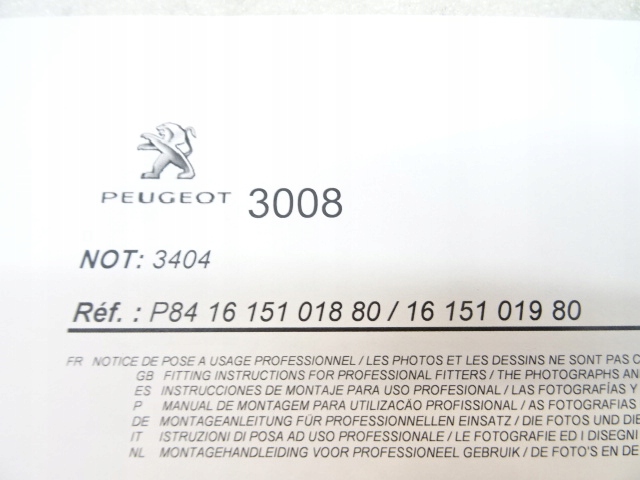 PEUGEOT 3008
NOT: 3404
Réf. : P84 16 151 018 80 / 16 151 019 80
FR NOTICE DE POSE A USAGE PROFESSIONNEL / LES PHOTOS ET LES DESSINS NE SONT PAS
GB FITTING INSTRUCTIONS FOR PROFESSIONAL FITTERS / THE PHOTOGRAPHS
ES INSTRUCCIONES DE MONTAJE PARA USO PROFESIONAL / LAS FOTOGRAFÍAS Y
P MANUAL DE MONTAGEM PARA UTILIZACÃO PROFISSIONAL / AS FOTOGRAFIAS
DE MONTAGEANLEITUNG FÜR PROFESSIONNELLEN EINSATZ / DIE FOTOS UND
IT ISTRUZIONI DI POSA AD USO PROFESSIONALE / LE FOTOGRAFIE ED I DISEGNI
NL MONTAGEHANDLEIDING VOOR PROFESSIONEEL GEBRUIK / DE FOTO'S EN DE